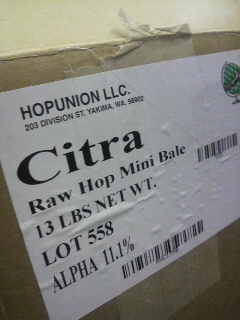 HOPUNION LLC.
203 DIVISION ST. YAKIMA, WA. 98902
Citra
Raw Hop Mini Bale
13 LBS NET WT.
LOT 558
ALPHA 11.1%